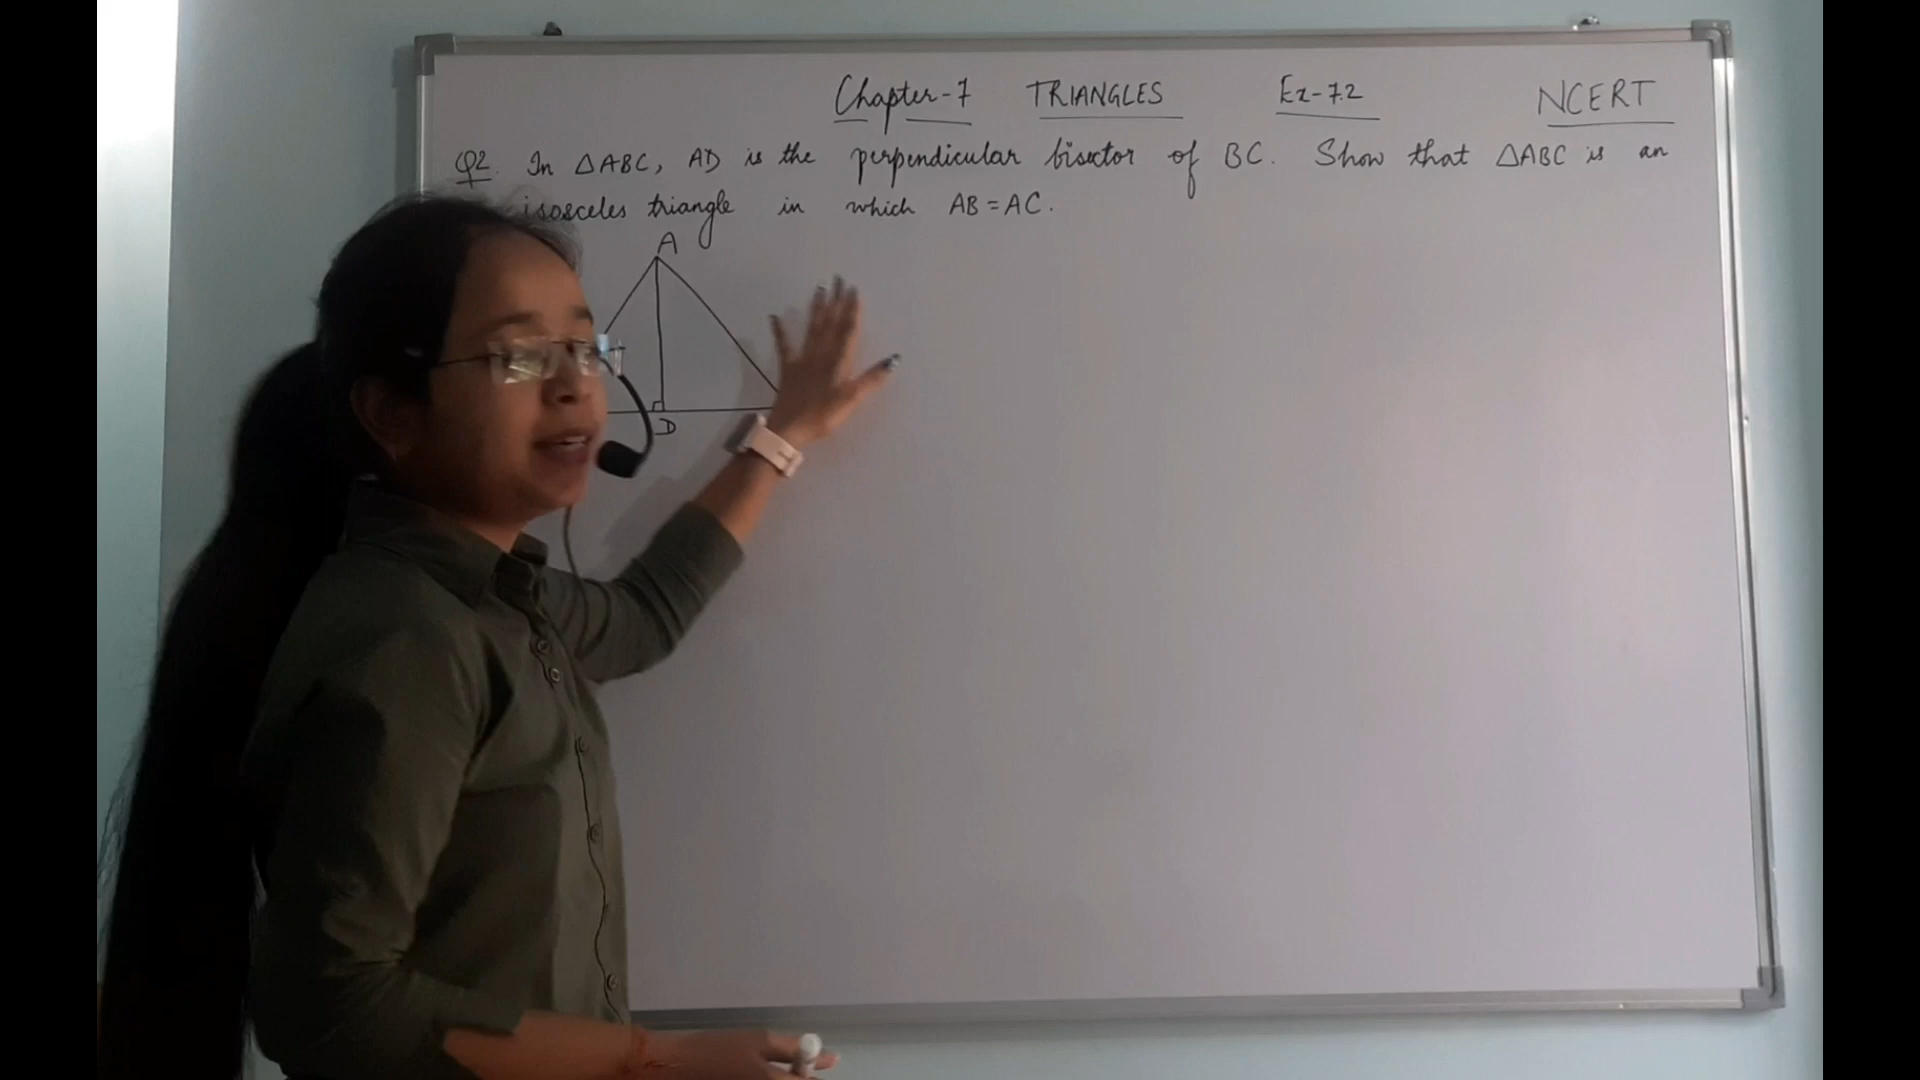 Chapter-7 TRIANGLES Ex-7.2 NCERT
Q2. In △ABC, AD is the perpendicular bisector of BC. Show that △ABC is an
isosceles triangle in which AB = AC.
A
D